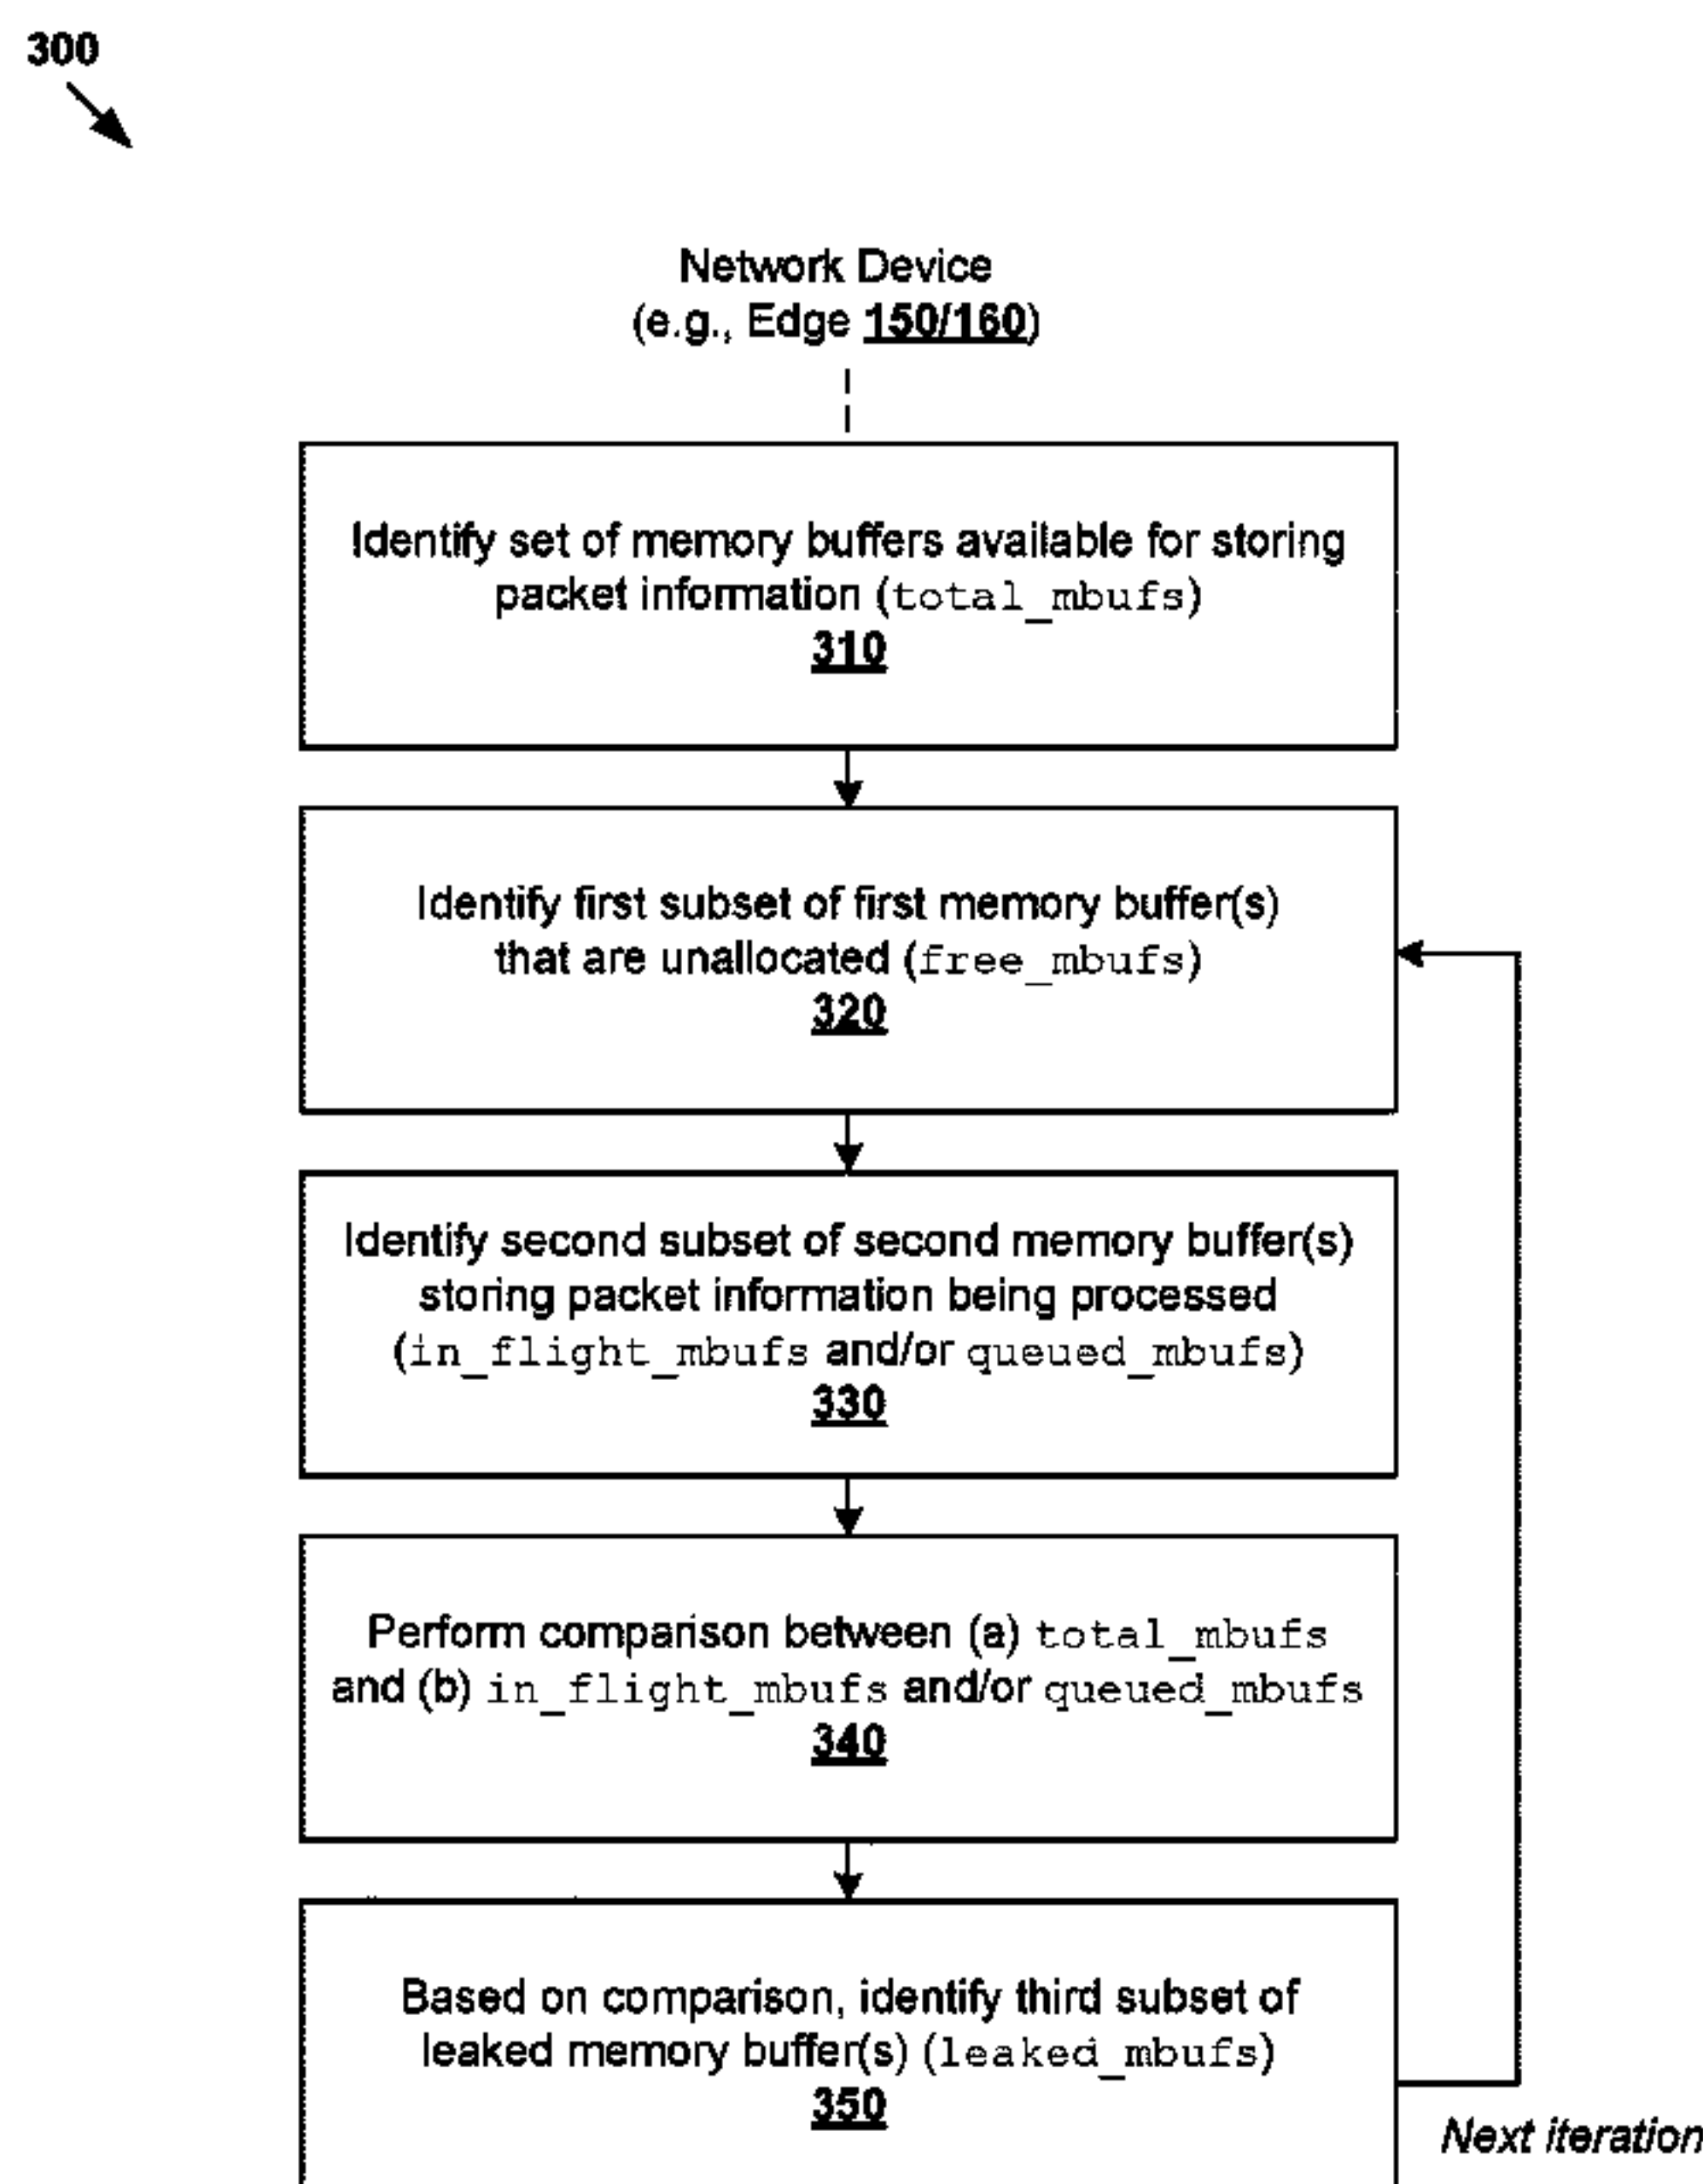 300
Network Device
(e.g., Edge 150/160)
Identify set of memory buffers available for storing
packet information (total_mbufs)
310
Identify first subset of first memory buffer(s)
that are unallocated (free_mbufs)
320
Identify second subset of second memory buffer(s)
storing packet information being processed
(in_flight_mbufs and/or queued_mbufs)
330
Perform comparison between (a) total_mbufs
and (b) in_flight_mbufs and/or queued_mbufs
340
Based on comparison, identify third subset of
leaked memory buffer(s) (leaked_mbufs)
350
Next iteration